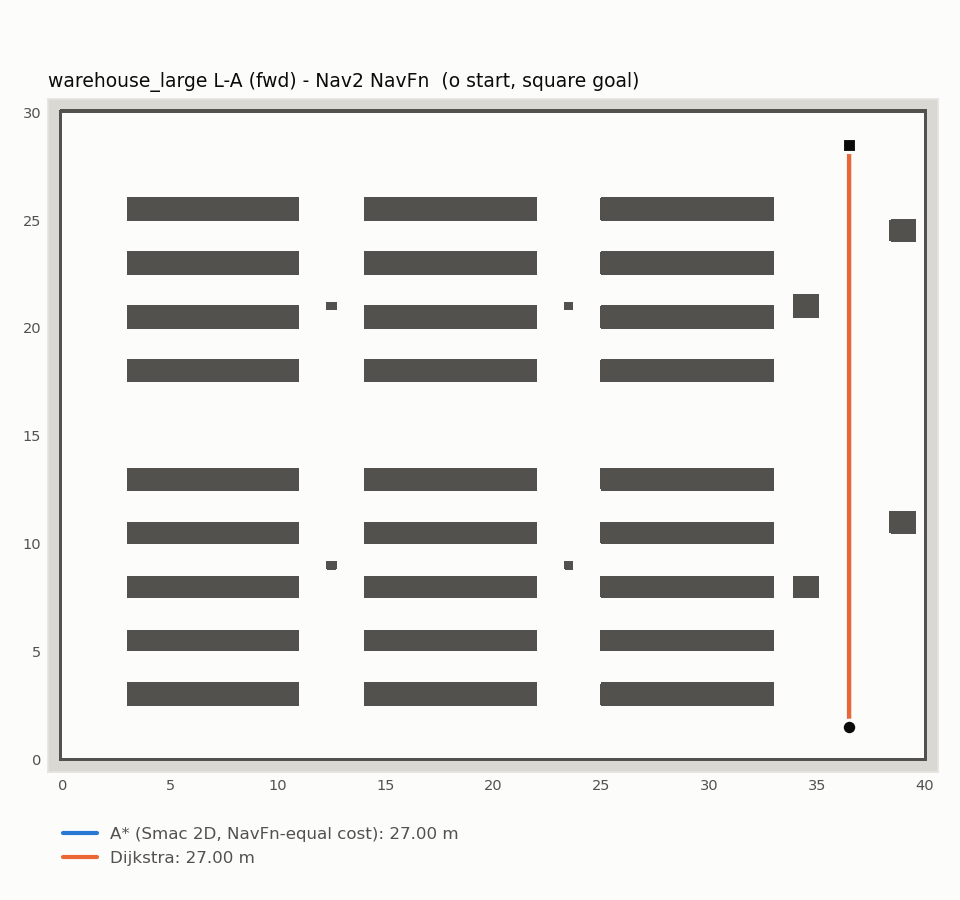 warehouse_large L-A (fwd) - Nav2 NavFn  (o start, square goal)
30
25
20
15
10
5
0
0 5 10 15 20 25 30 35 40
A* (Smac 2D, NavFn-equal cost): 27.00 m
Dijkstra: 27.00 m